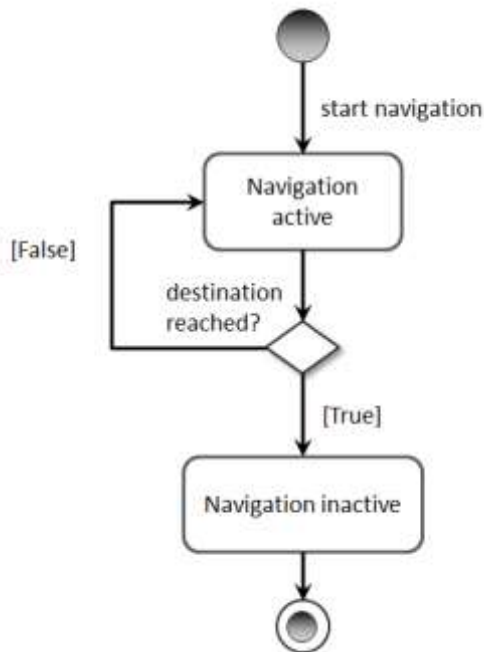 start navigation
Navigation
active
[False]
destination
reached?
[True]
Navigation inactive